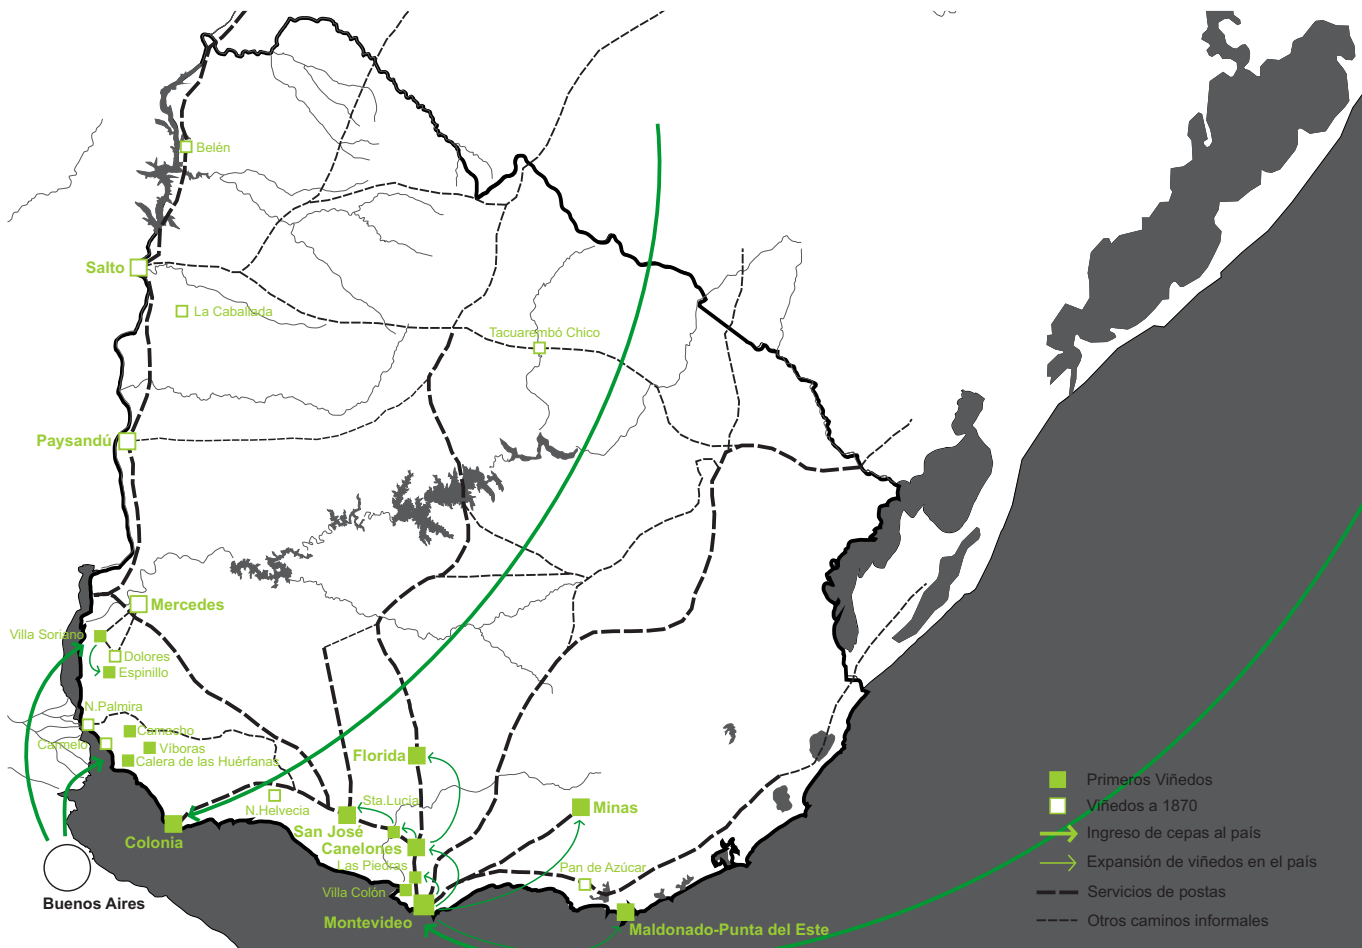 Belén
Salto
La Caballada
Tacuarembó Chico
Paysandú
Mercedes
Villa Soriano
Dolores
Espinillo
N.Palmira
Camacho
Carmelo
Víboras
Calera de las Huérfanas
Florida
N.Helvecia
Sta.Lucía
San José
Minas
Colonia
Canelones
Las Piedras
Pan de Azúcar
Villa Colón
Buenos Aires
Montevideo
Maldonado-Punta del Este
Primeros Viñedos
Viñedos a 1870
Ingreso de cepas al país
Expansión de viñedos en el país
Servicios de postas
Otros caminos informales